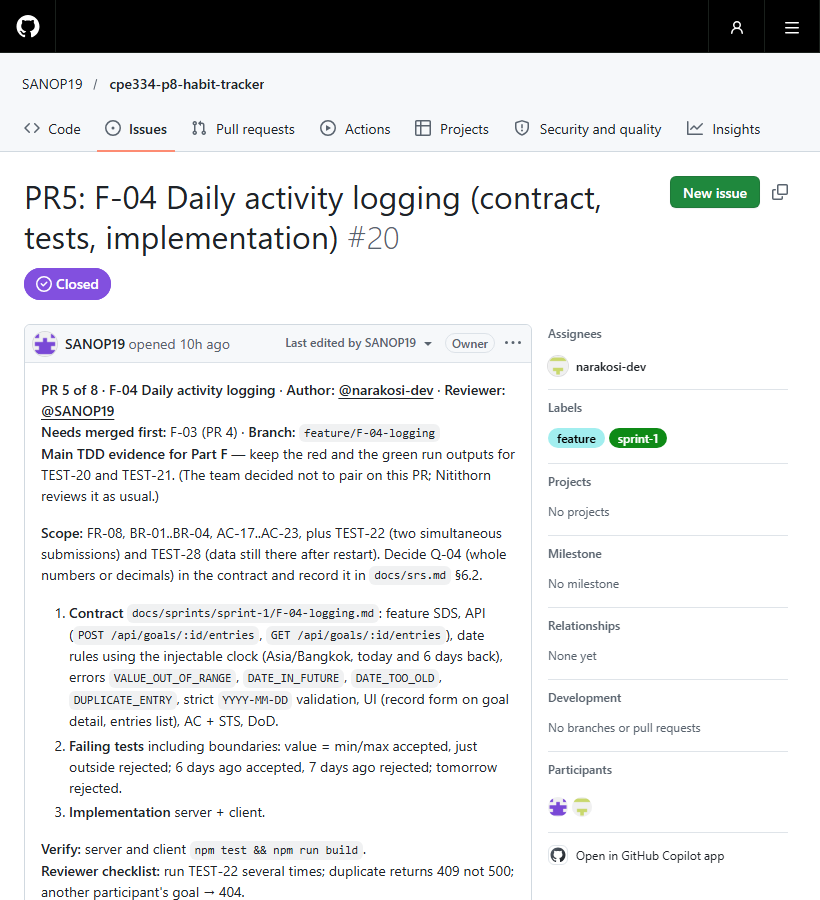 SANOP19 / cpe334-p8-habit-tracker
Code Issues Pull requests Actions Projects Security and quality Insights
PR5: F-04 Daily activity logging (contract,
tests, implementation) #20
New issue
Closed
SANOP19 opened 10h ago Last edited by SANOP19 Owner
PR 5 of 8 · F-04 Daily activity logging · Author: @narakosi-dev · Reviewer:
@SANOP19
Needs merged first: F-03 (PR 4) · Branch: feature/F-04-logging
Main TDD evidence for Part F — keep the red and the green run outputs for
TEST-20 and TEST-21. (The team decided not to pair on this PR; Nitithorn
reviews it as usual.)
Scope: FR-08, BR-01..BR-04, AC-17..AC-23, plus TEST-22 (two simultaneous
submissions) and TEST-28 (data still there after restart). Decide Q-04 (whole
numbers or decimals) in the contract and record it in docs/srs.md §6.2.
1. Contract docs/sprints/sprint-1/F-04-logging.md : feature SDS, API
( POST /api/goals/:id/entries , GET /api/goals/:id/entries ), date
rules using the injectable clock (Asia/Bangkok, today and 6 days back),
errors VALUE_OUT_OF_RANGE , DATE_IN_FUTURE , DATE_TOO_OLD ,
DUPLICATE_ENTRY , strict YYYY-MM-DD validation, UI (record form on goal
detail, entries list), AC + STS, DoD.
2. Failing tests including boundaries: value = min/max accepted, just
outside rejected; 6 days ago accepted, 7 days ago rejected; tomorrow
rejected.
3. Implementation server + client.
Verify: server and client npm test && npm run build .
Reviewer checklist: run TEST-22 several times; duplicate returns 409 not 500;
another participant's goal → 404.
Assignees
narakosi-dev
Labels
feature sprint-1
Projects
No projects
Milestone
No milestone
Relationships
None yet
Development
No branches or pull requests
Participants
Open in GitHub Copilot app